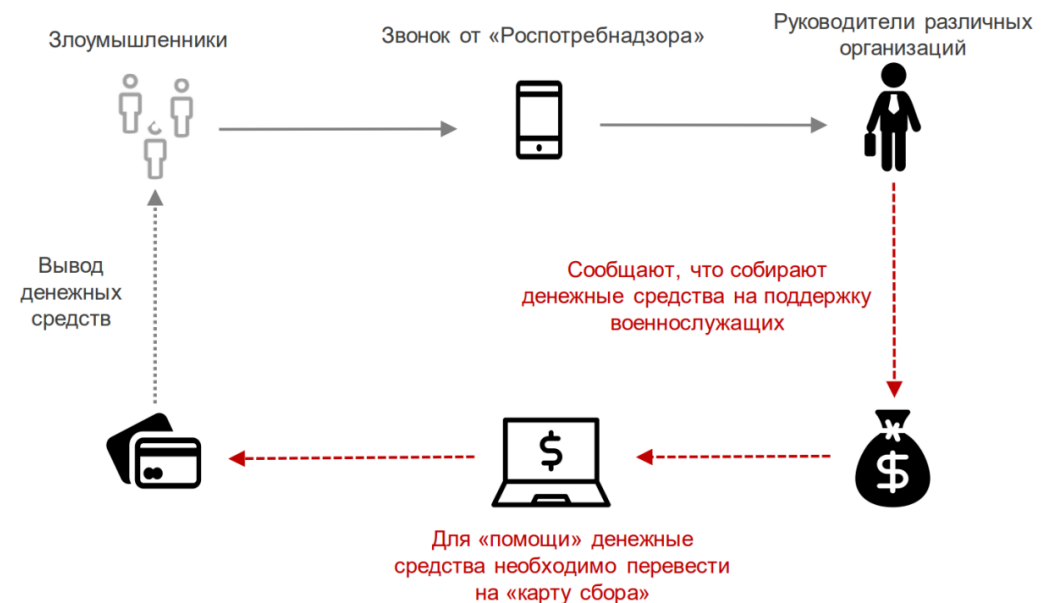 Злоумышленники
Звонок от «Роспотребнадзора»
Руководители различных
организаций
Вывод
денежных
средств
Сообщают, что собирают
денежные средства на поддержку
военнослужащих
$
$
Для «помощи» денежные
средства необходимо перевести
на «карту сбора»